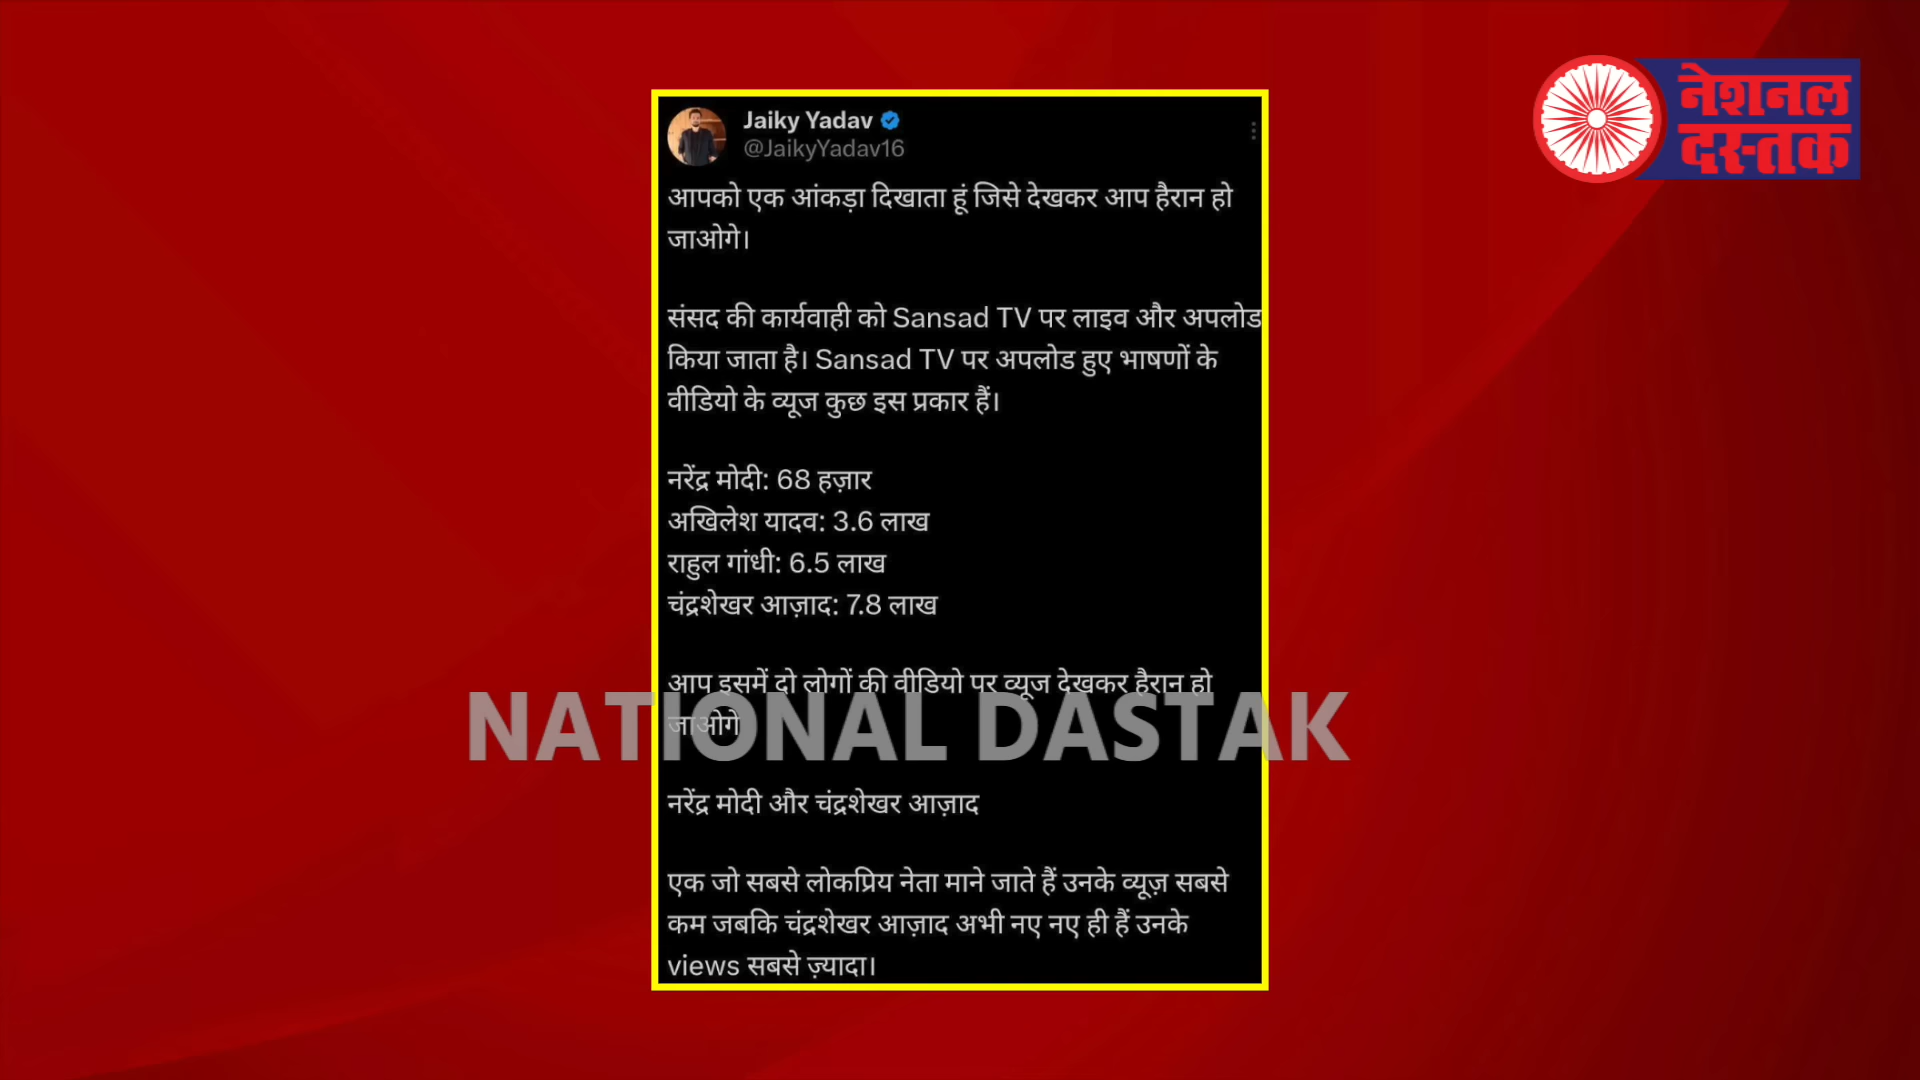 नेशनल
दस्तक
Jaiky Yadav
@JaikyYadav16
आपको एक आंकड़ा दिखाता हूं जिसे देखकर आप हैरान हो
जाओगे।
संसद की कार्यवाही को Sansad TV पर लाइव और अपलोड
किया जाता है। Sansad TV पर अपलोड हुए भाषणों के
वीडियो के व्यूज कुछ इस प्रकार हैं।
नरेंद्र मोदी: 68 हज़ार
अखिलेश यादव: 3.6 लाख
राहुल गांधी: 6.5 लाख
चंद्रशेखर आज़ाद: 7.8 लाख
आप इसमें दो लोगों की वीडियो पर व्यूज देखकर हैरान हो
जाओगे
NATIONAL DASTAK
नरेंद्र मोदी और चंद्रशेखर आज़ाद
एक जो सबसे लोकप्रिय नेता माने जाते हैं उनके व्यूज़ सबसे
कम जबकि चंद्रशेखर आज़ाद अभी नए नए ही हैं उनके
views सबसे ज़्यादा।